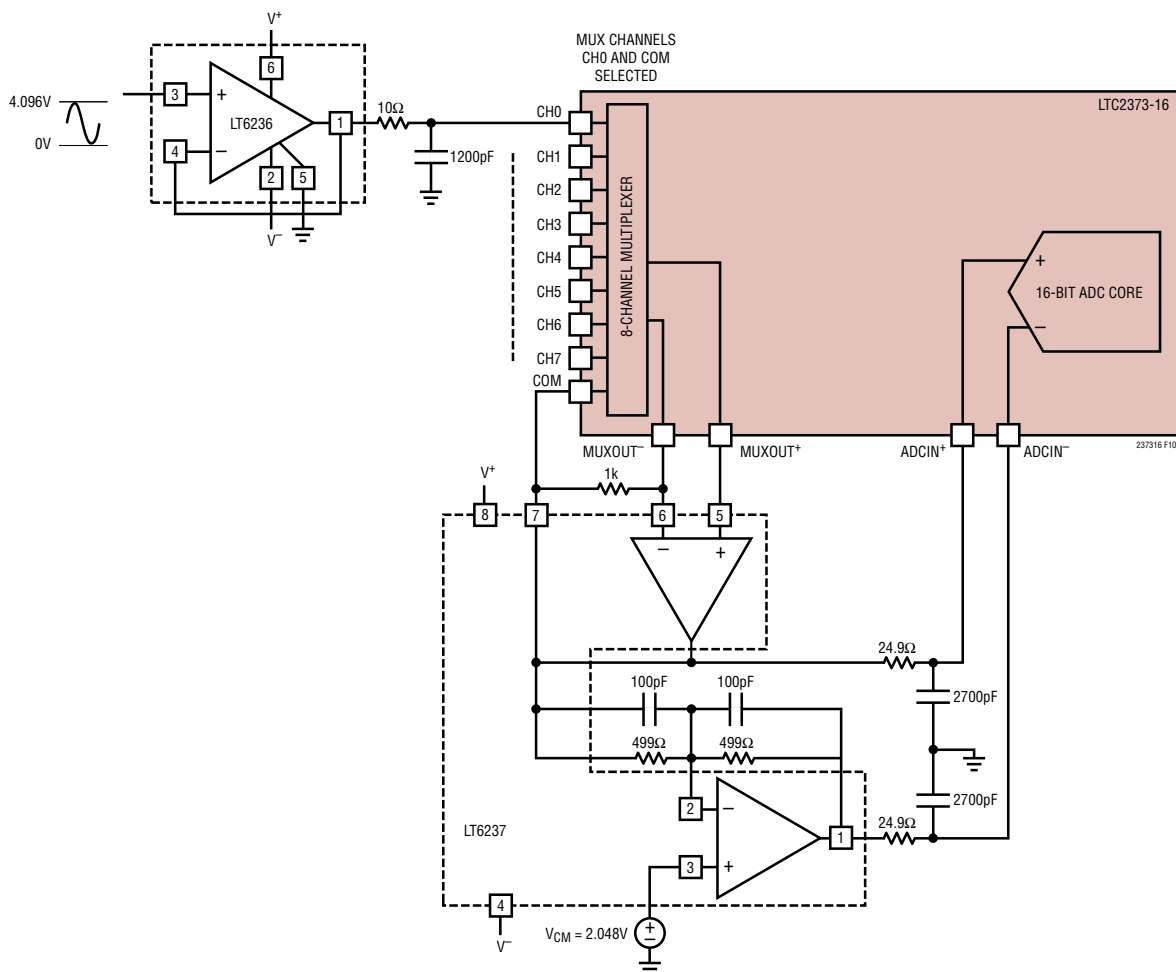 V+
MUX CHANNELS
CH0 AND COM
SELECTED
LTC2373-16
6
4.096V
0V
3
+
LT6236
1
10Ω
CH0
4
−
1200pF
2
5
V−
CH1
CH2
CH3
CH4
CH5
CH6
CH7
COM
8-CHANNEL MULTIPLEXER
+
16-BIT ADC CORE
−
MUXOUT−
MUXOUT+
ADCIN+
ADCIN−
237316 F10
V+
1k
8
7
6
5
−
+
24.9Ω
100pF
100pF
2700pF
499Ω
499Ω
2
−
2700pF
LT6237
1
24.9Ω
3
+
4
V−
VCM = 2.048V
+
−